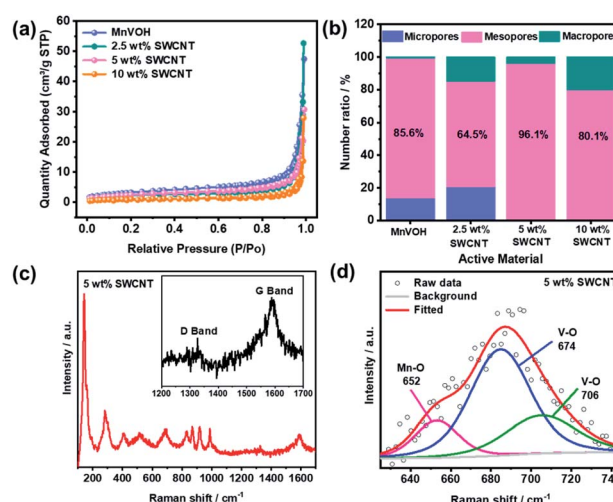 (a)
MnVOH
2.5 wt% SWCNT
5 wt% SWCNT
10 wt% SWCNT
Quantity Adsorbed (cm³/g STP)
60
50
40
30
20
10
0
0.0 0.2 0.4 0.6 0.8 1.0
Relative Pressure (P/Po)
(b)
Micropores Mesopores Macropores
Number ratio / %
120
100
80
60
40
20
0
85.6% 64.5% 96.1% 80.1%
MnVOH 2.5 wt% SWCNT 5 wt% SWCNT 10 wt% SWCNT
Active Material
(c)
5 wt% SWCNT
Intensity / a.u.
G Band
D Band
1200 1300 1400 1500 1600 1700
200 400 600 800 1000 1200 1400 1600
Raman shift / cm⁻¹
(d)
5 wt% SWCNT
Raw data
Background
Fitted
Intensity / a.u.
V-O
674
Mn-O
652
V-O
706
640 660 680 700 720
Raman shift / cm⁻¹